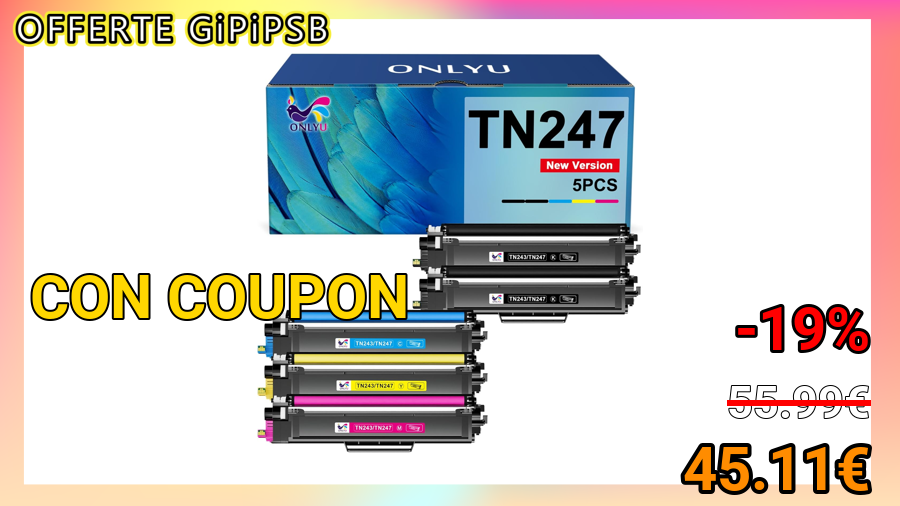 OFFERTE GiPiPSB
ONLYU
ONLYU
TN247
New Version
5PCS
TN243/TN247 K
TN243/TN247 K
CON COUPON
TN243/TN247 C
TN243/TN247 Y
TN243/TN247 M
-19%
55.99€
45.11€